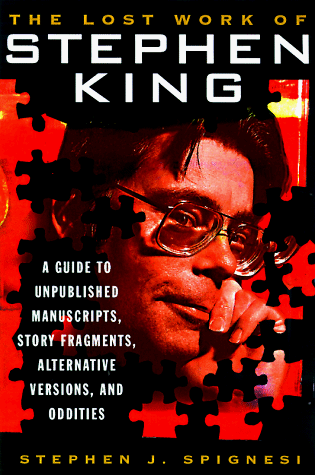 THE LOST WORK OF
STEPHEN
KING
A GUIDE TO
UNPUBLISHED
MANUSCRIPTS,
STORY FRAGMENTS,
ALTERNATIVE
VERSIONS, AND
ODDITIES
STEPHEN J. SPIGNESI